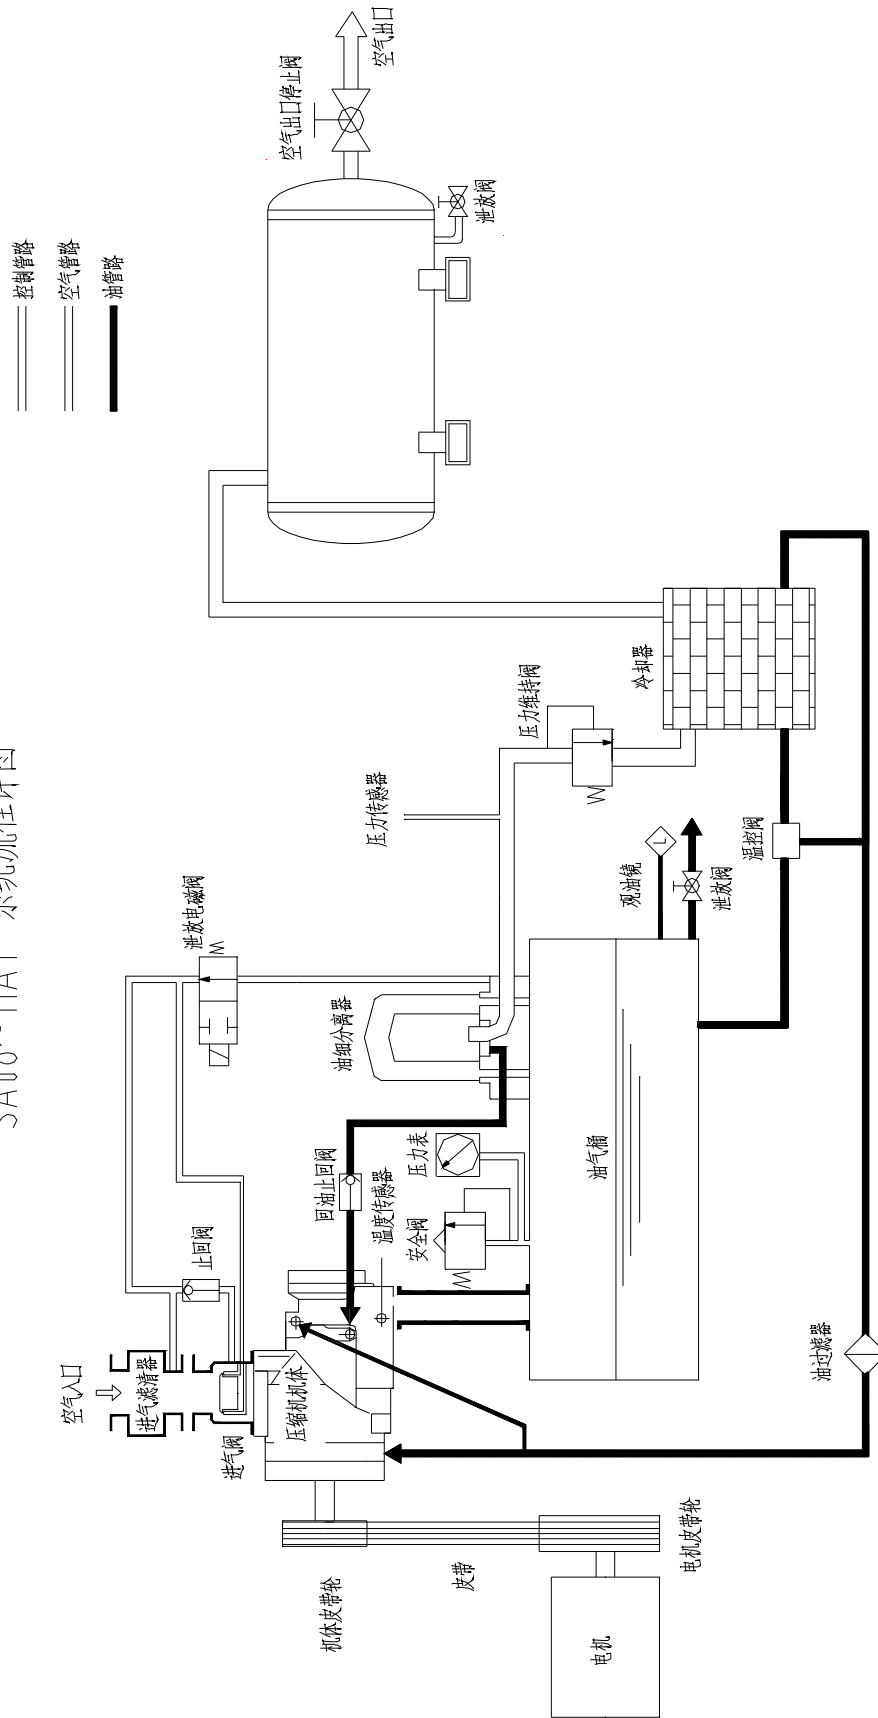 控制管路
空气管路
油管路
空气出口
空气出口停止阀
泄放阀
冷却器
压力维持阀
压力传感器
泄放电磁阀
油细分离器
观油镜
泄放阀
温控阀
L
回油止回阀
温度传感器
压力表
安全阀
油气桶
止回阀
空气入口
进气滤清器
进气阀
压缩机机体
油过滤器
机体皮带轮
皮带
电机皮带轮
电机